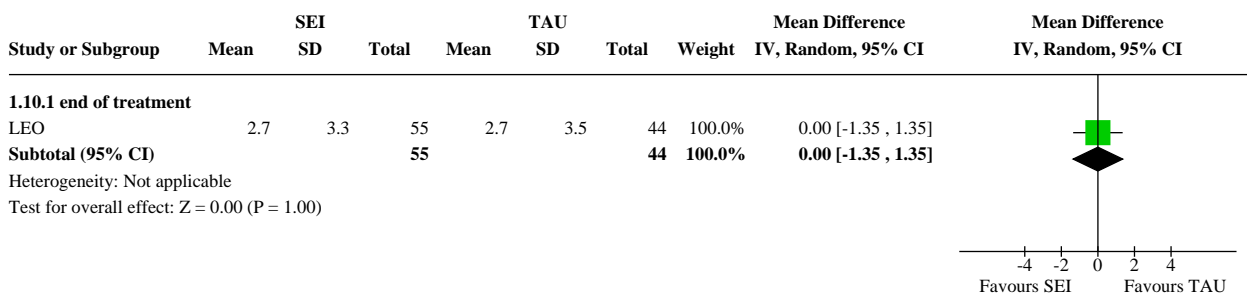 SEI TAU Mean Difference Mean Difference
Study or Subgroup Mean SD Total Mean SD Total Weight IV, Random, 95% CI IV, Random, 95% CI
1.10.1 end of treatment
LEO 2.7 3.3 55 2.7 3.5 44 100.0% 0.00 [-1.35 , 1.35]
Subtotal (95% CI) 55 44 100.0% 0.00 [-1.35 , 1.35]
Heterogeneity: Not applicable
Test for overall effect: Z = 0.00 (P = 1.00)
-4 -2 0 2 4
Favours SEI Favours TAU